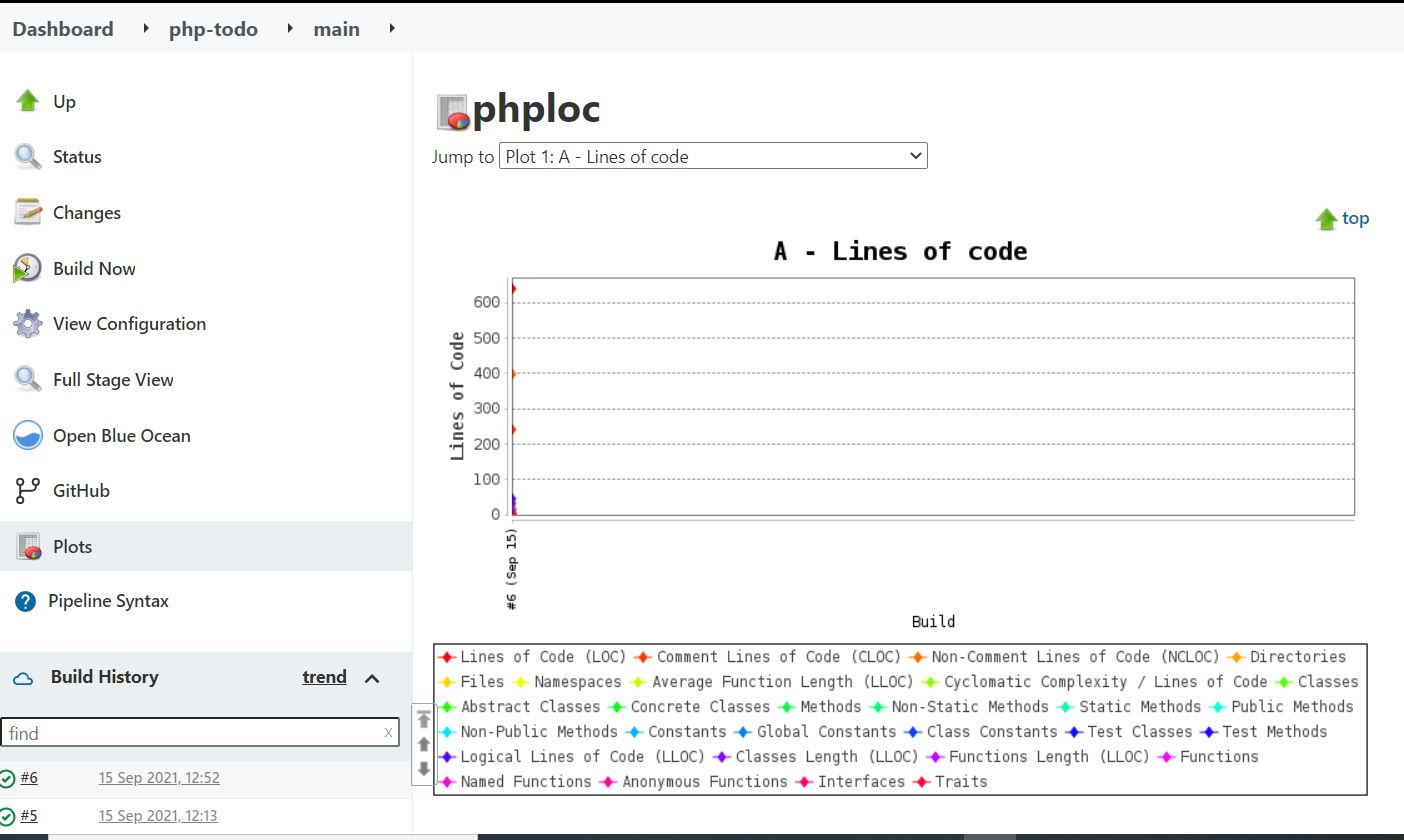 Dashboard php-todo main
Up
Status
Changes
Build Now
View Configuration
Full Stage View
Open Blue Ocean
GitHub
Plots
? Pipeline Syntax
Build History trend
find x
#6 15 Sep 2021, 12:52
#5 15 Sep 2021, 12:13
phploc
Jump to Plot 1: A - Lines of code
top
A - Lines of code
Lines of Code
600
500
400
300
200
100
0
#6 (Sep 15)
Build
Lines of Code (LOC) Comment Lines of Code (CLOC) Non-Comment Lines of Code (NCLOC) Directories
Files Namespaces Average Function Length (LLOC) Cyclomatic Complexity / Lines of Code Classes
Abstract Classes Concrete Classes Methods Non-Static Methods Static Methods Public Methods
Non-Public Methods Constants Global Constants Class Constants Test Classes Test Methods
Logical Lines of Code (LLOC) Classes Length (LLOC) Functions Length (LLOC) Functions
Named Functions Anonymous Functions Interfaces Traits